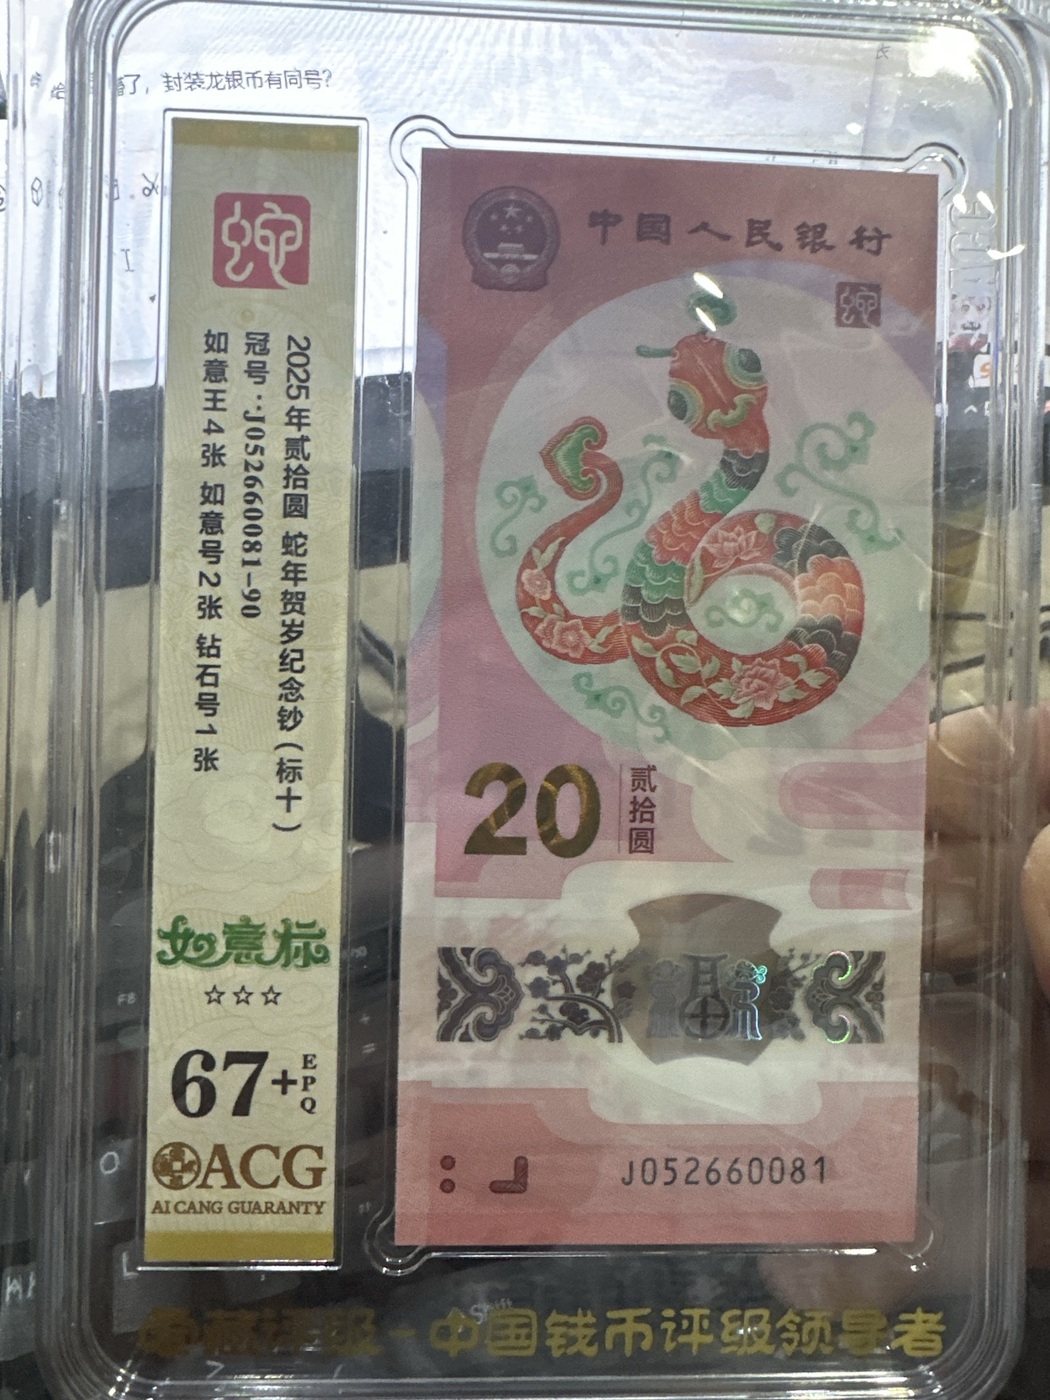 封装龙银币有同号?
蛇
2025年贰拾圆 蛇年贺岁纪念钞(标十)
冠号:J052660081-90
如意王4张 如意号2张 钻石号1张
如意标
☆☆☆
67+EPQ
ACG
AI CANG GUARANTY
中国人民银行
蛇
20
贰拾圆
福
J052660081
评级-中国钱币评级领导者
F8
Shift